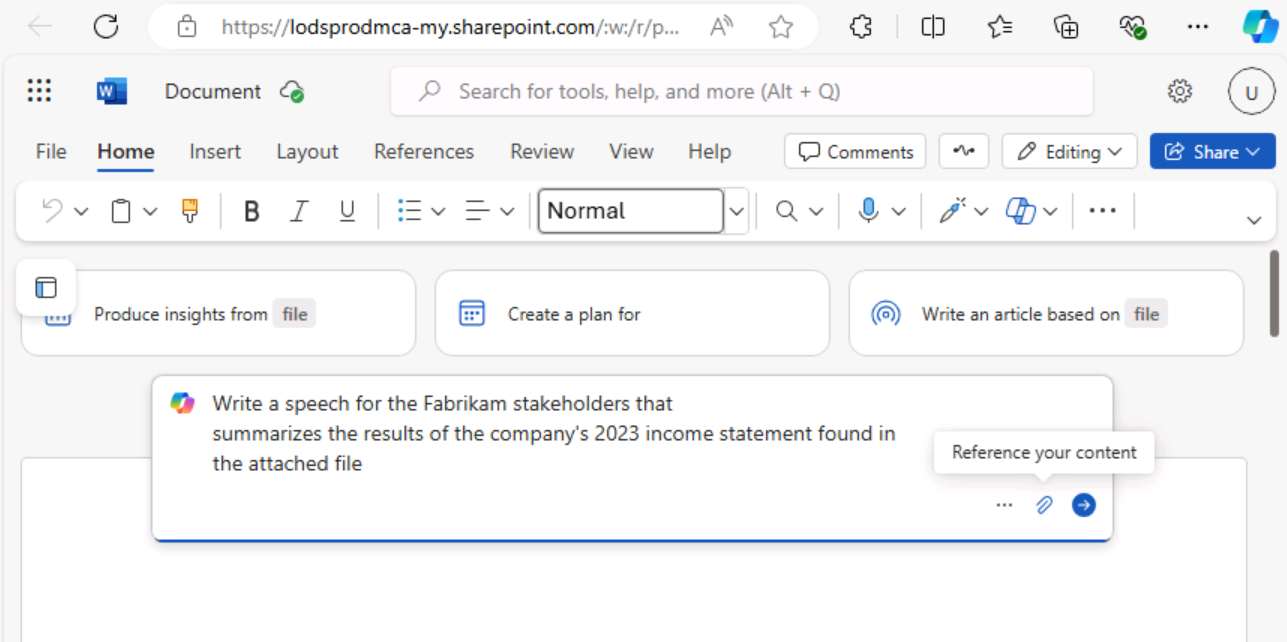 https://lodsprodmca-my.sharepoint.com/:w:/r/p...
W Document
Search for tools, help, and more (Alt + Q)
U
File Home Insert Layout References Review View Help Comments Editing Share
B I U Normal
Produce insights from file
Create a plan for
Write an article based on file
Write a speech for the Fabrikam stakeholders that
summarizes the results of the company's 2023 income statement found in
the attached file
Reference your content